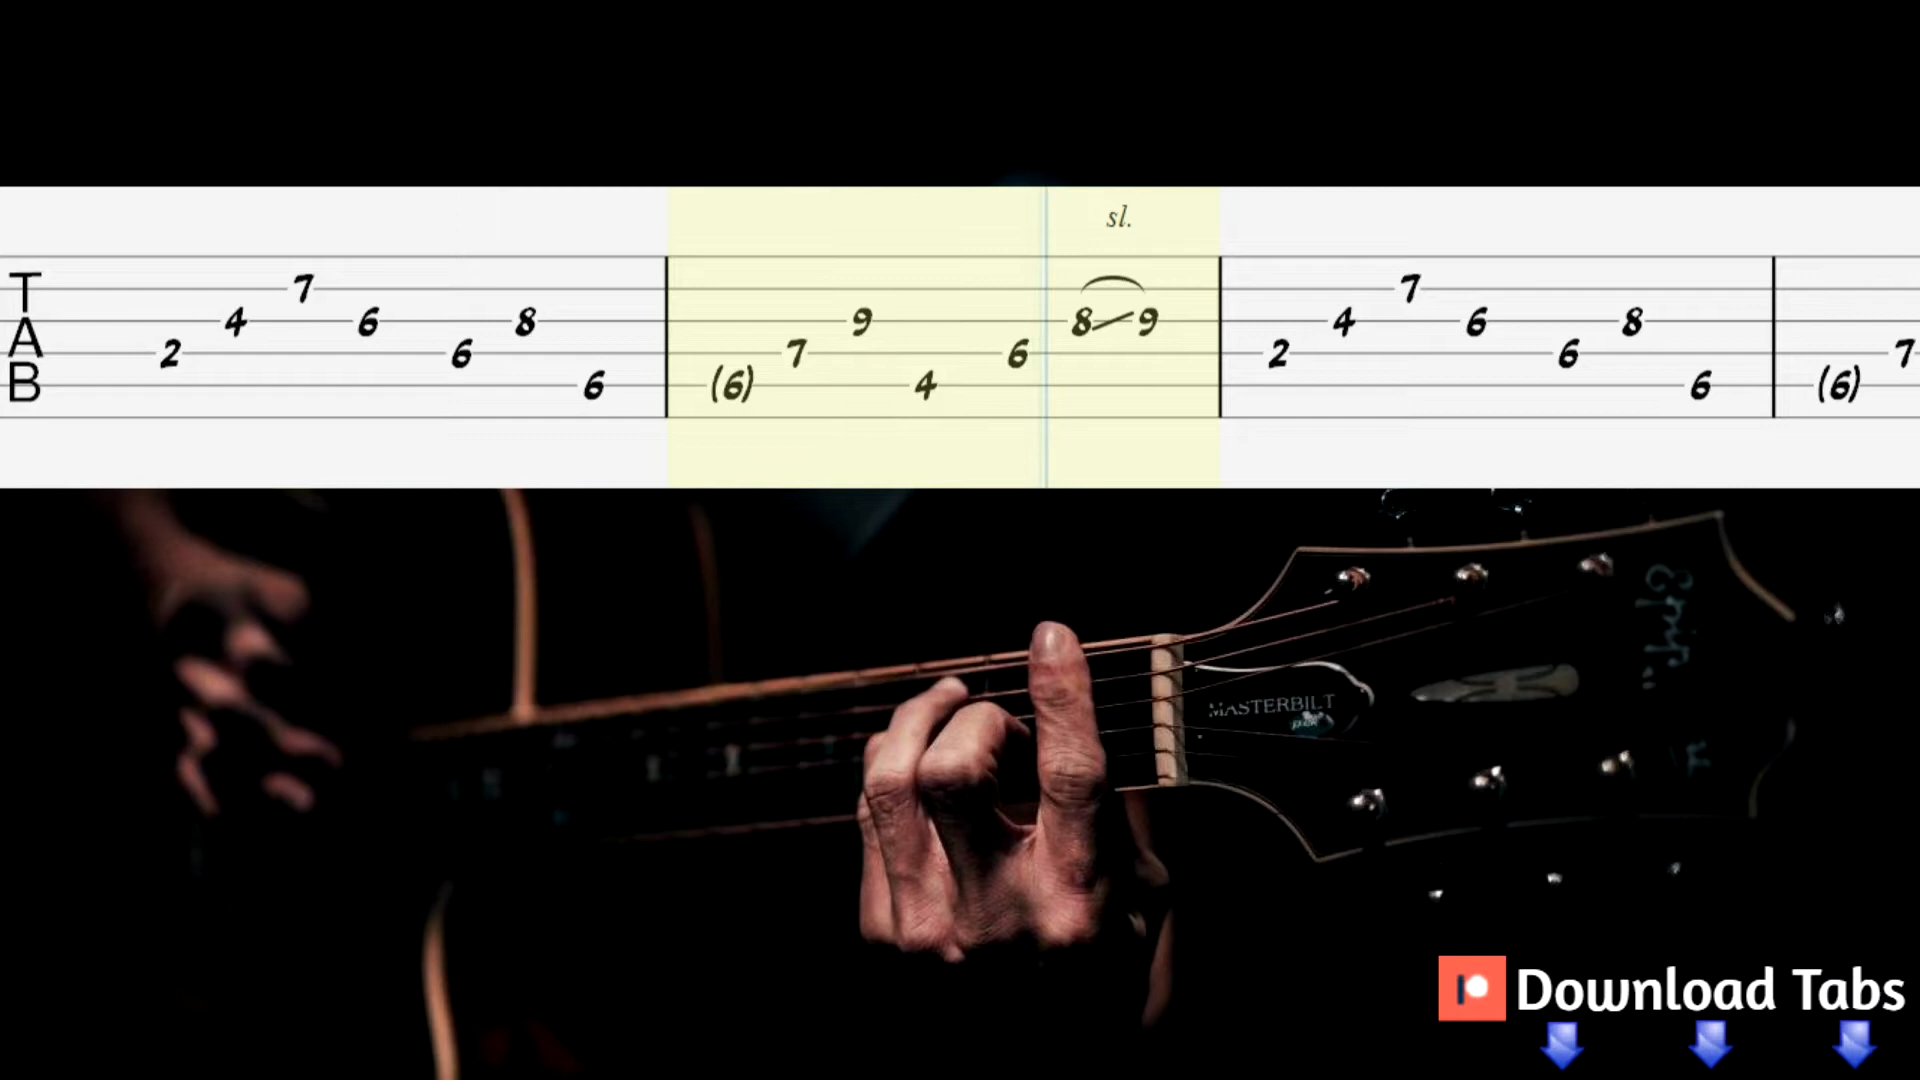 sl.
T
A
B
7 7
4 6 8 9 8 9 4 6 8
2 6 7 6 2 6 7
6 (6) 4 6 (6)
MASTERBILT
Download Tabs